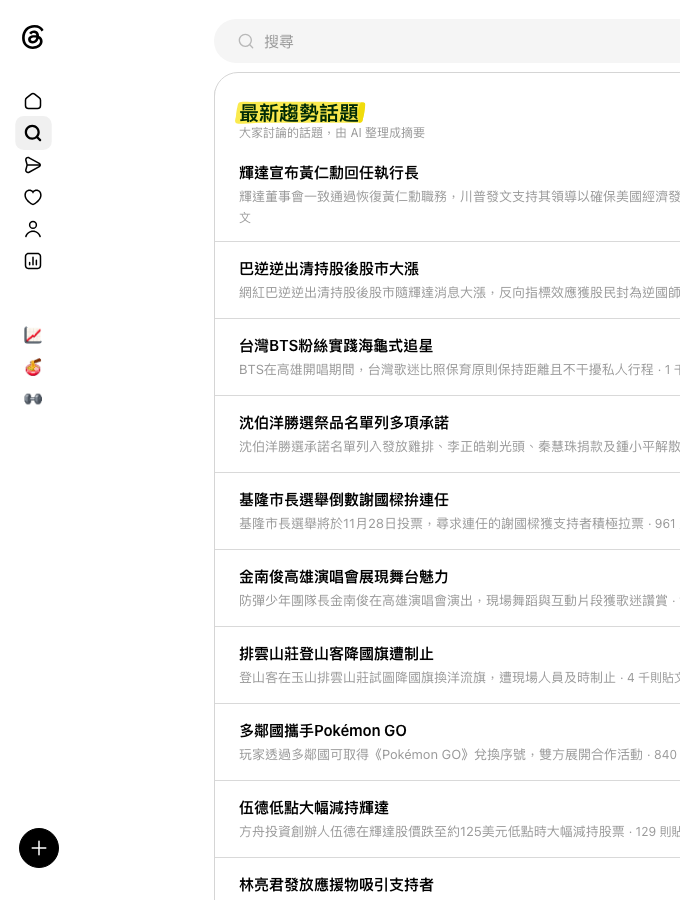 搜尋
最新趨勢話題
大家討論的話題，由 AI 整理成摘要
輝達宣布黃仁勳回任執行長
輝達董事會一致通過恢復黃仁勳職務，川普發文支持其領導以確保美國經濟發
文
巴逆逆出清持股後股市大漲
網紅巴逆逆出清持股後股市隨輝達消息大漲，反向指標效應獲股民封為逆國師
台灣BTS粉絲實踐海龜式追星
BTS在高雄開唱期間，台灣歌迷比照保育原則保持距離且不干擾私人行程 · 1 千
沈伯洋勝選祭品名單列多項承諾
沈伯洋勝選承諾名單列入發放雞排、李正皓剃光頭、秦慧珠捐款及鍾小平解散
基隆市長選舉倒數謝國樑拚連任
基隆市長選舉將於11月28日投票，尋求連任的謝國樑獲支持者積極拉票 · 961
金南俊高雄演唱會展現舞台魅力
防彈少年團隊長金南俊在高雄演唱會演出，現場舞蹈與互動片段獲歌迷讚賞 ·
排雲山莊登山客降國旗遭制止
登山客在玉山排雲山莊試圖降國旗換洋流旗，遭現場人員及時制止 · 4 千則貼文
多鄰國攜手Pokémon GO
玩家透過多鄰國可取得《Pokémon GO》兌換序號，雙方展開合作活動 · 840
伍德低點大幅減持輝達
方舟投資創辦人伍德在輝達股價跌至約125美元低點時大幅減持股票 · 129 則貼
林亮君發放應援物吸引支持者